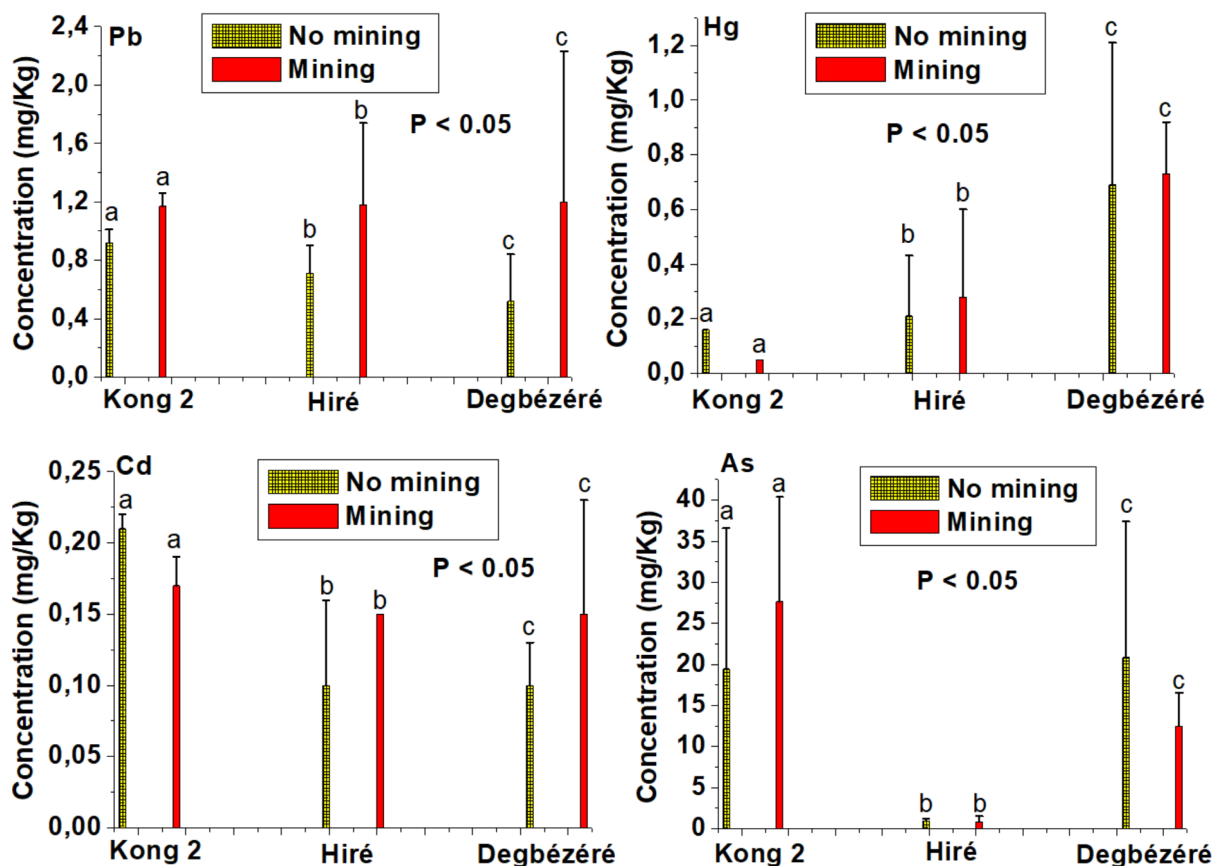 Pb
No mining
Mining
P < 0.05
Concentration (mg/Kg)
2,4
2,0
1,6
1,2
0,8
0,4
0,0
a
a
b
b
c
c
Kong 2
Hiré
Degbézéré
Hg
No mining
Mining
P < 0.05
Concentration (mg/Kg)
1,2
1,0
0,8
0,6
0,4
0,2
0,0
a
a
b
b
c
c
Kong 2
Hiré
Degbézéré
Cd
No mining
Mining
P < 0.05
Concentration (mg/Kg)
0,25
0,20
0,15
0,10
0,05
0,00
a
a
b
b
c
c
Kong 2
Hiré
Degbézéré
As
No mining
Mining
P < 0.05
Concentration (mg/Kg)
40
35
30
25
20
15
10
5
0
a
a
b
b
c
c
Kong 2
Hiré
Degbézéré